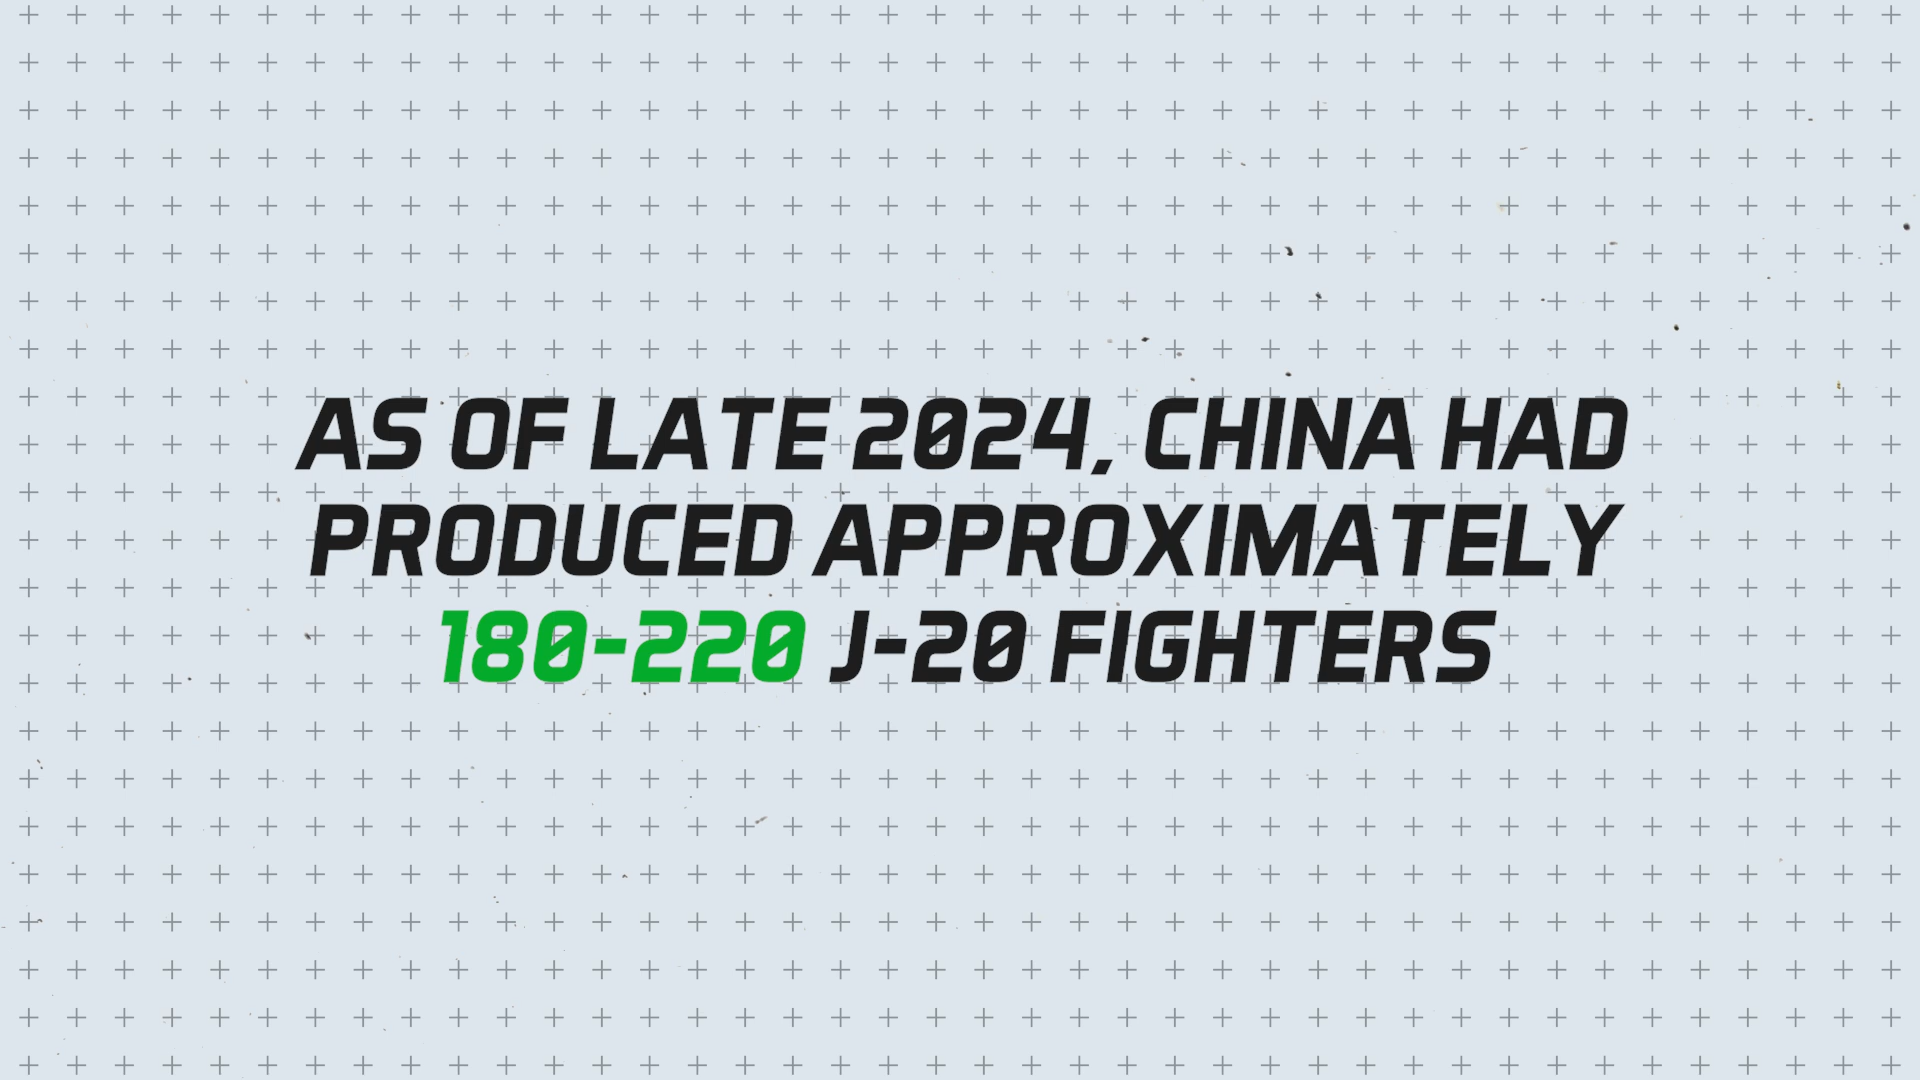 AS OF LATE 2024, CHINA HAD
PRODUCED APPROXIMATELY
180-220 J-20 FIGHTERS